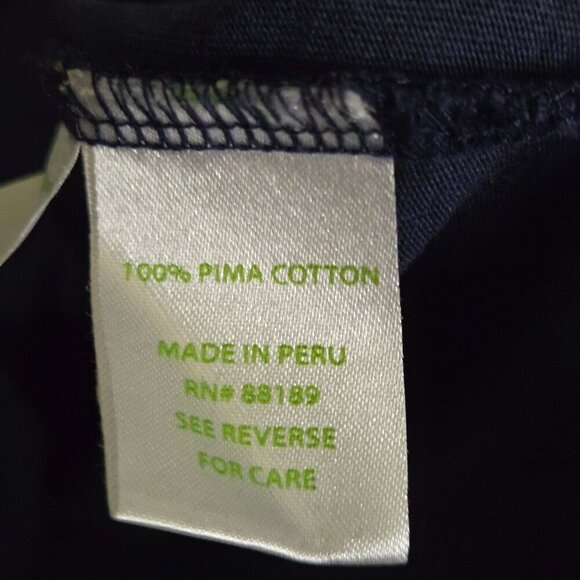 100% PIMA COTTON
MADE IN PERU
RN# 88189
SEE REVERSE
FOR CARE